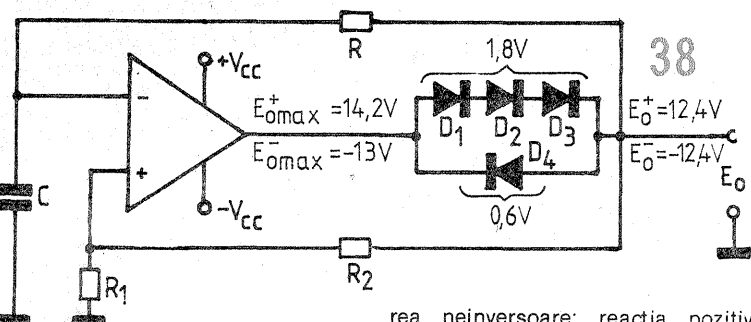 R
1,8V
38
+VCC
E⁺omax =14,2V
E⁻omax =-13V
D1 D2 D3
D4
0,6V
E⁺o =12,4V
E⁻o =-12,4V
Eo
-
+
C
-VCC
R1
R2
rea neinversoare; reacția pozitiv